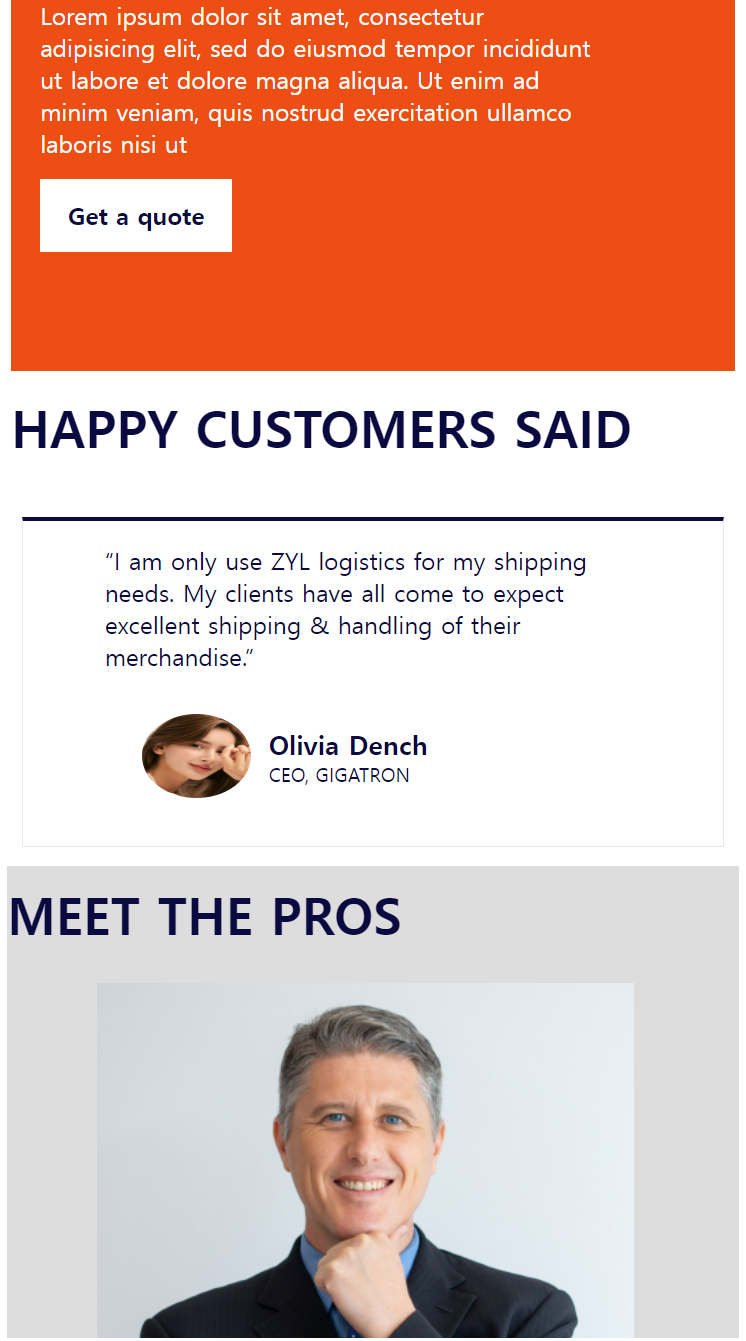 Lorem ipsum dolor sit amet, consectetur
adipisicing elit, sed do eiusmod tempor incididunt
ut labore et dolore magna aliqua. Ut enim ad
minim veniam, quis nostrud exercitation ullamco
laboris nisi ut
Get a quote
HAPPY CUSTOMERS SAID
“I am only use ZYL logistics for my shipping
needs. My clients have all come to expect
excellent shipping & handling of their
merchandise.”
Olivia Dench
CEO, GIGATRON
MEET THE PROS